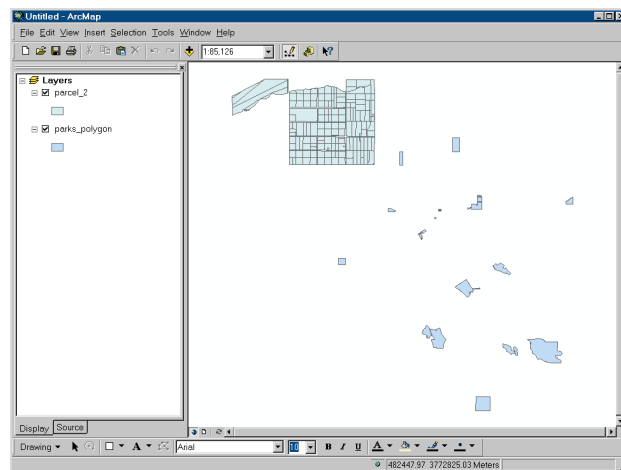 Untitled - ArcMap
File Edit View Insert Selection Tools Window Help
1:85,126
Layers
parcel_2
parks_polygon
Display Source
Drawing A Arial 10 B I U A
482447.97 3772825.03 Meters